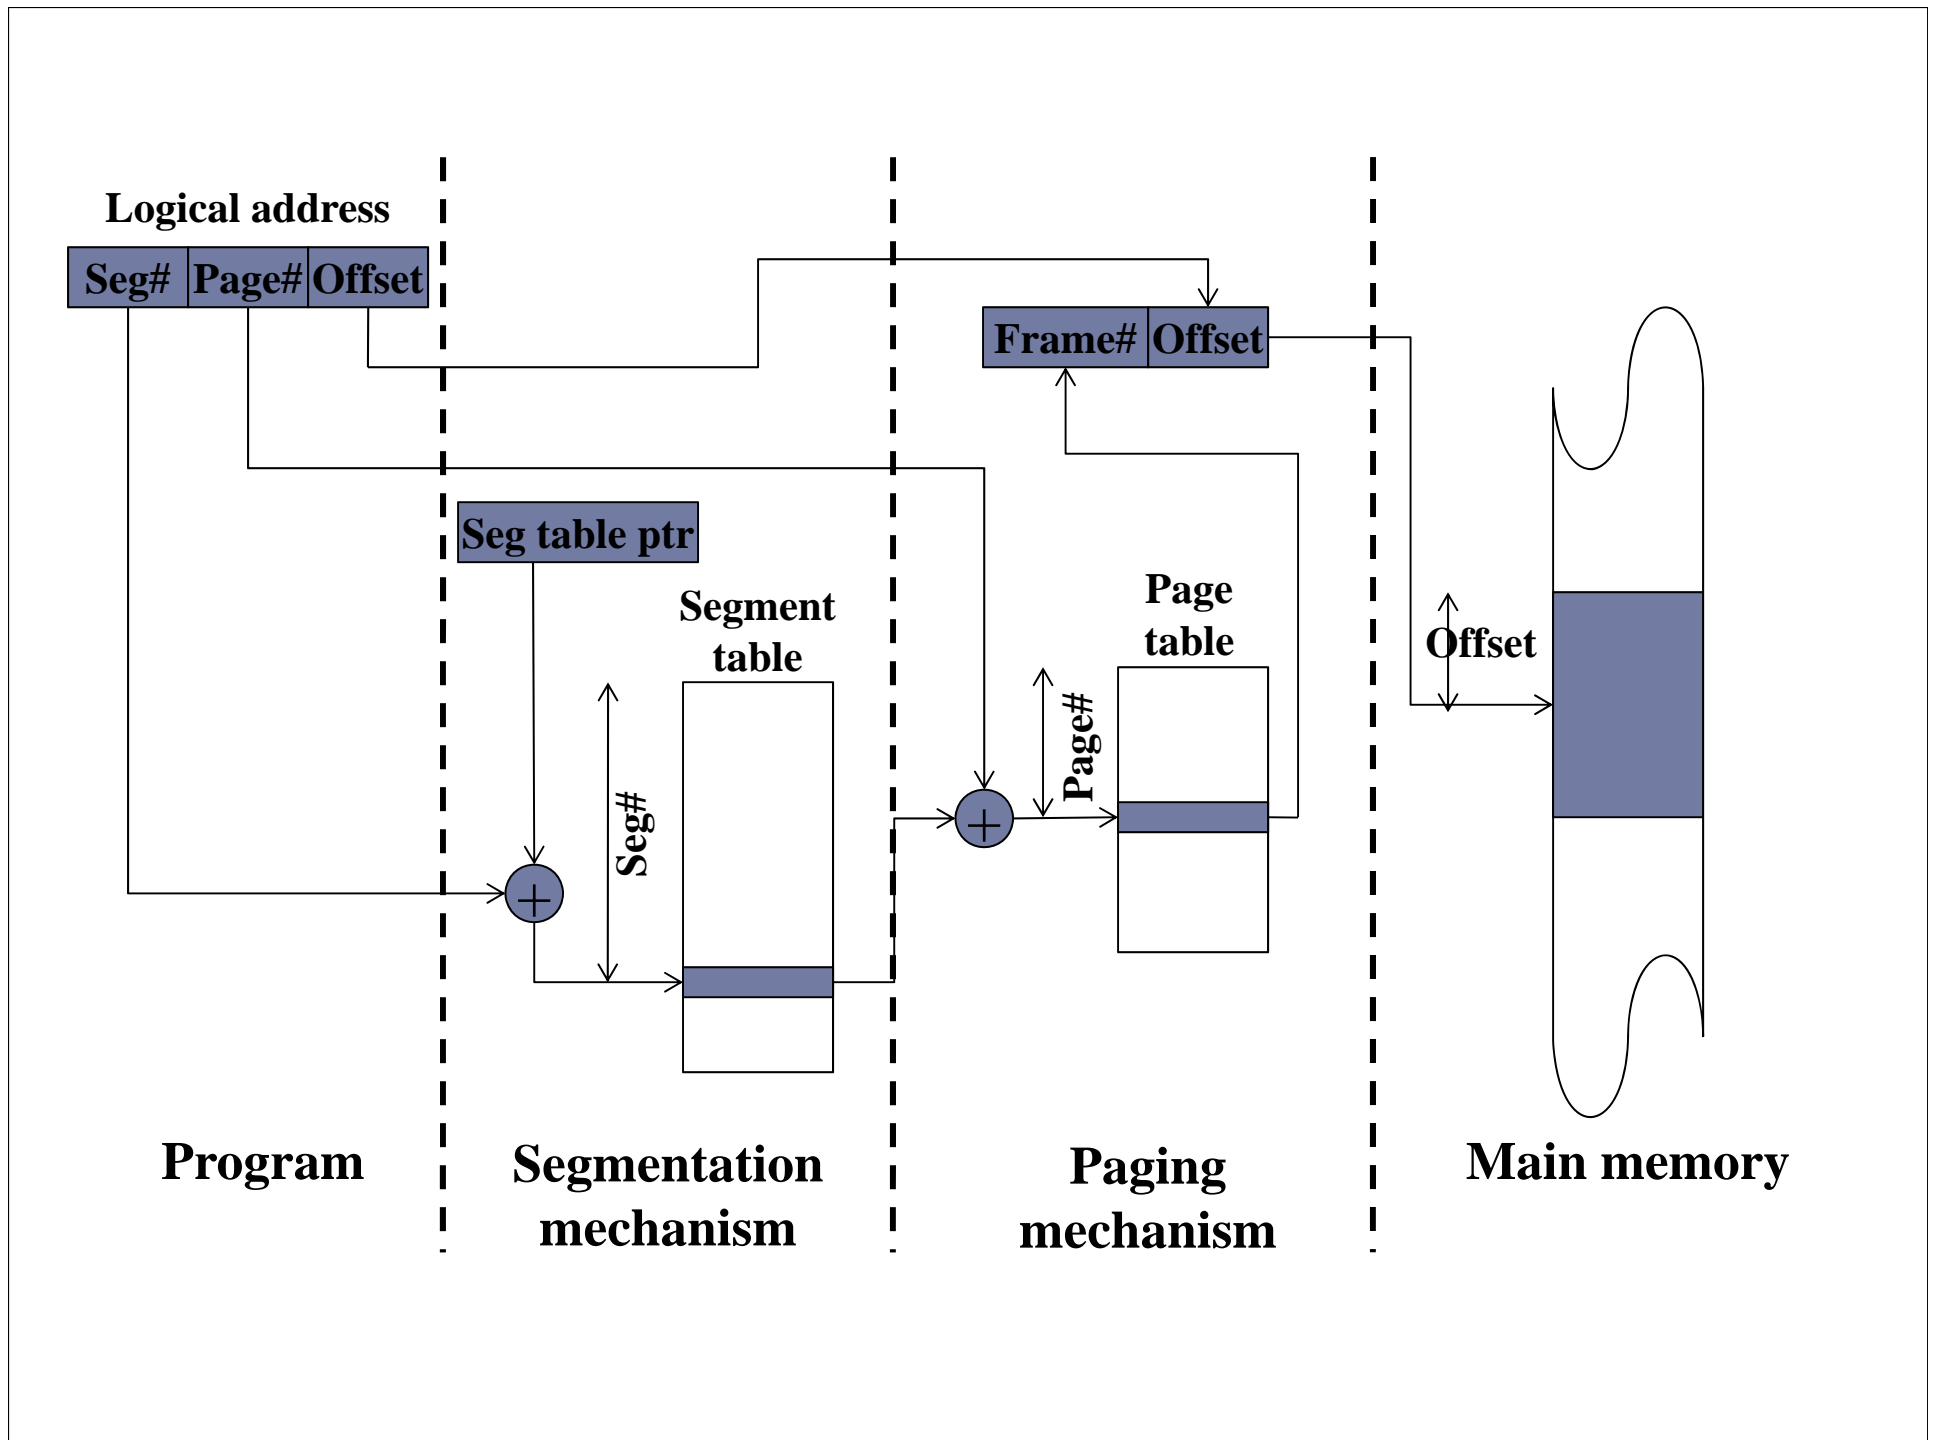 Logical address
Seg# Page# Offset
Frame# Offset
Seg table ptr
Segment
table
Page
table
Seg#
Page#
Offset
+
+
Program
Segmentation
mechanism
Paging
mechanism
Main memory